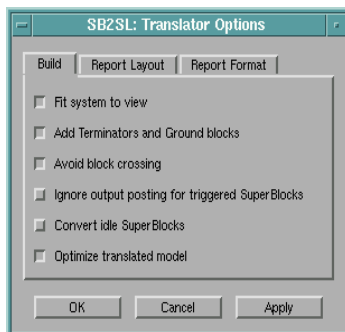 SB2SL: Translator Options
Build Report Layout Report Format
Fit system to view
Add Terminators and Ground blocks
Avoid block crossing
Ignore output posting for triggered SuperBlocks
Convert idle SuperBlocks
Optimize translated model
OK Cancel Apply